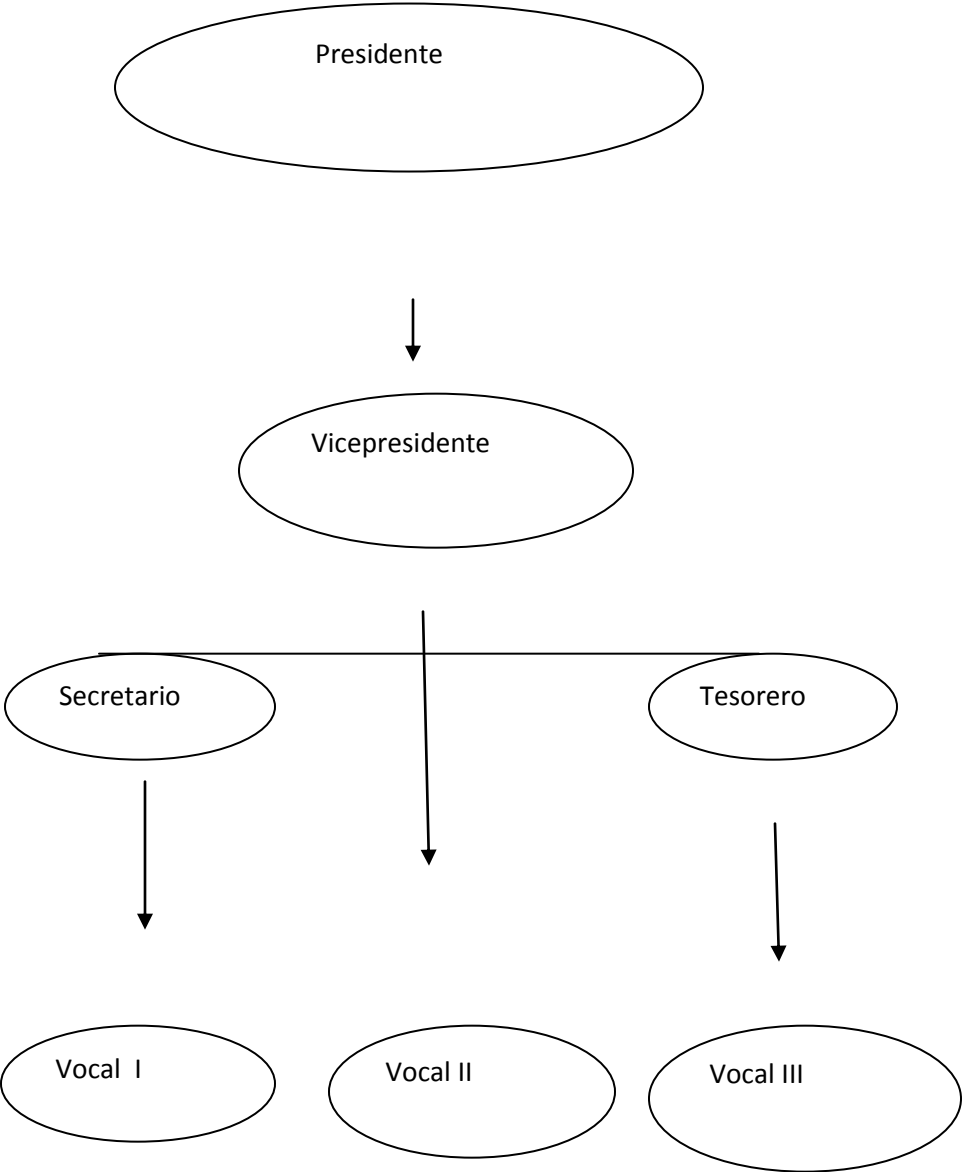 Presidente
Vicepresidente
Secretario
Tesorero
Vocal I
Vocal II
Vocal III